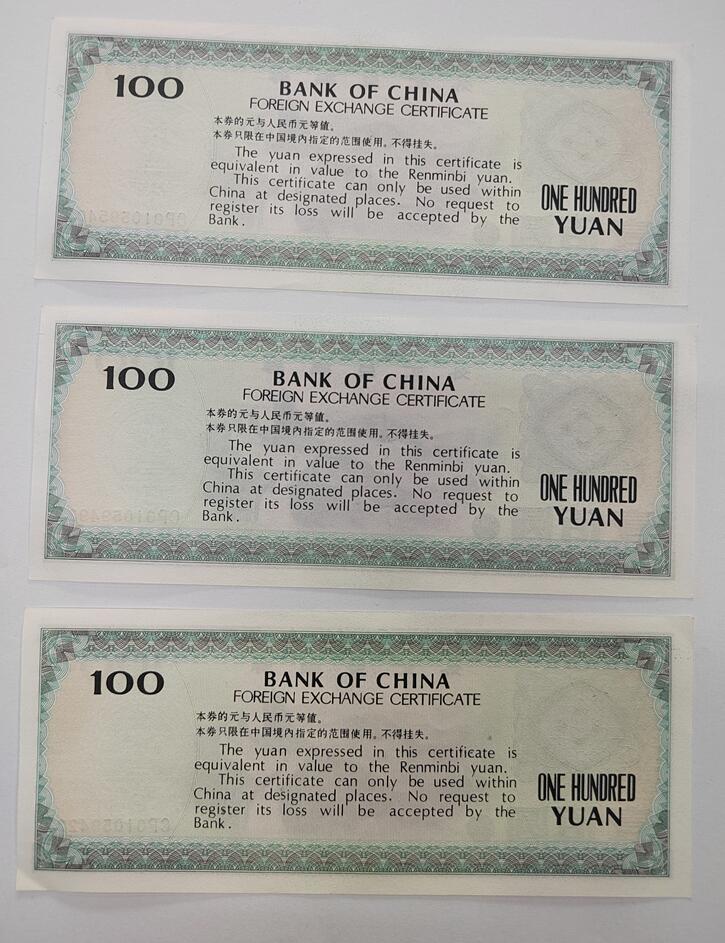 100
BANK OF CHINA
FOREIGN EXCHANGE CERTIFICATE
本券的元与人民币元等值。
本券只限在中国境内指定的范围使用。不得挂失。
The yuan expressed in this certificate is
equivalent in value to the Renminbi yuan.
This certificate can only be used within
China at designated places. No request to
register its loss will be accepted by the
Bank.
ONE HUNDRED
YUAN
100
BANK OF CHINA
FOREIGN EXCHANGE CERTIFICATE
本券的元与人民币元等值。
本券只限在中国境内指定的范围使用。不得挂失。
The yuan expressed in this certificate is
equivalent in value to the Renminbi yuan.
This certificate can only be used within
China at designated places. No request to
register its loss will be accepted by the
Bank.
ONE HUNDRED
YUAN
100
BANK OF CHINA
FOREIGN EXCHANGE CERTIFICATE
本券的元与人民币元等值。
本券只限在中国境内指定的范围使用。不得挂失。
The yuan expressed in this certificate is
equivalent in value to the Renminbi yuan.
This certificate can only be used within
China at designated places. No request to
register its loss will be accepted by the
Bank.
ONE HUNDRED
YUAN